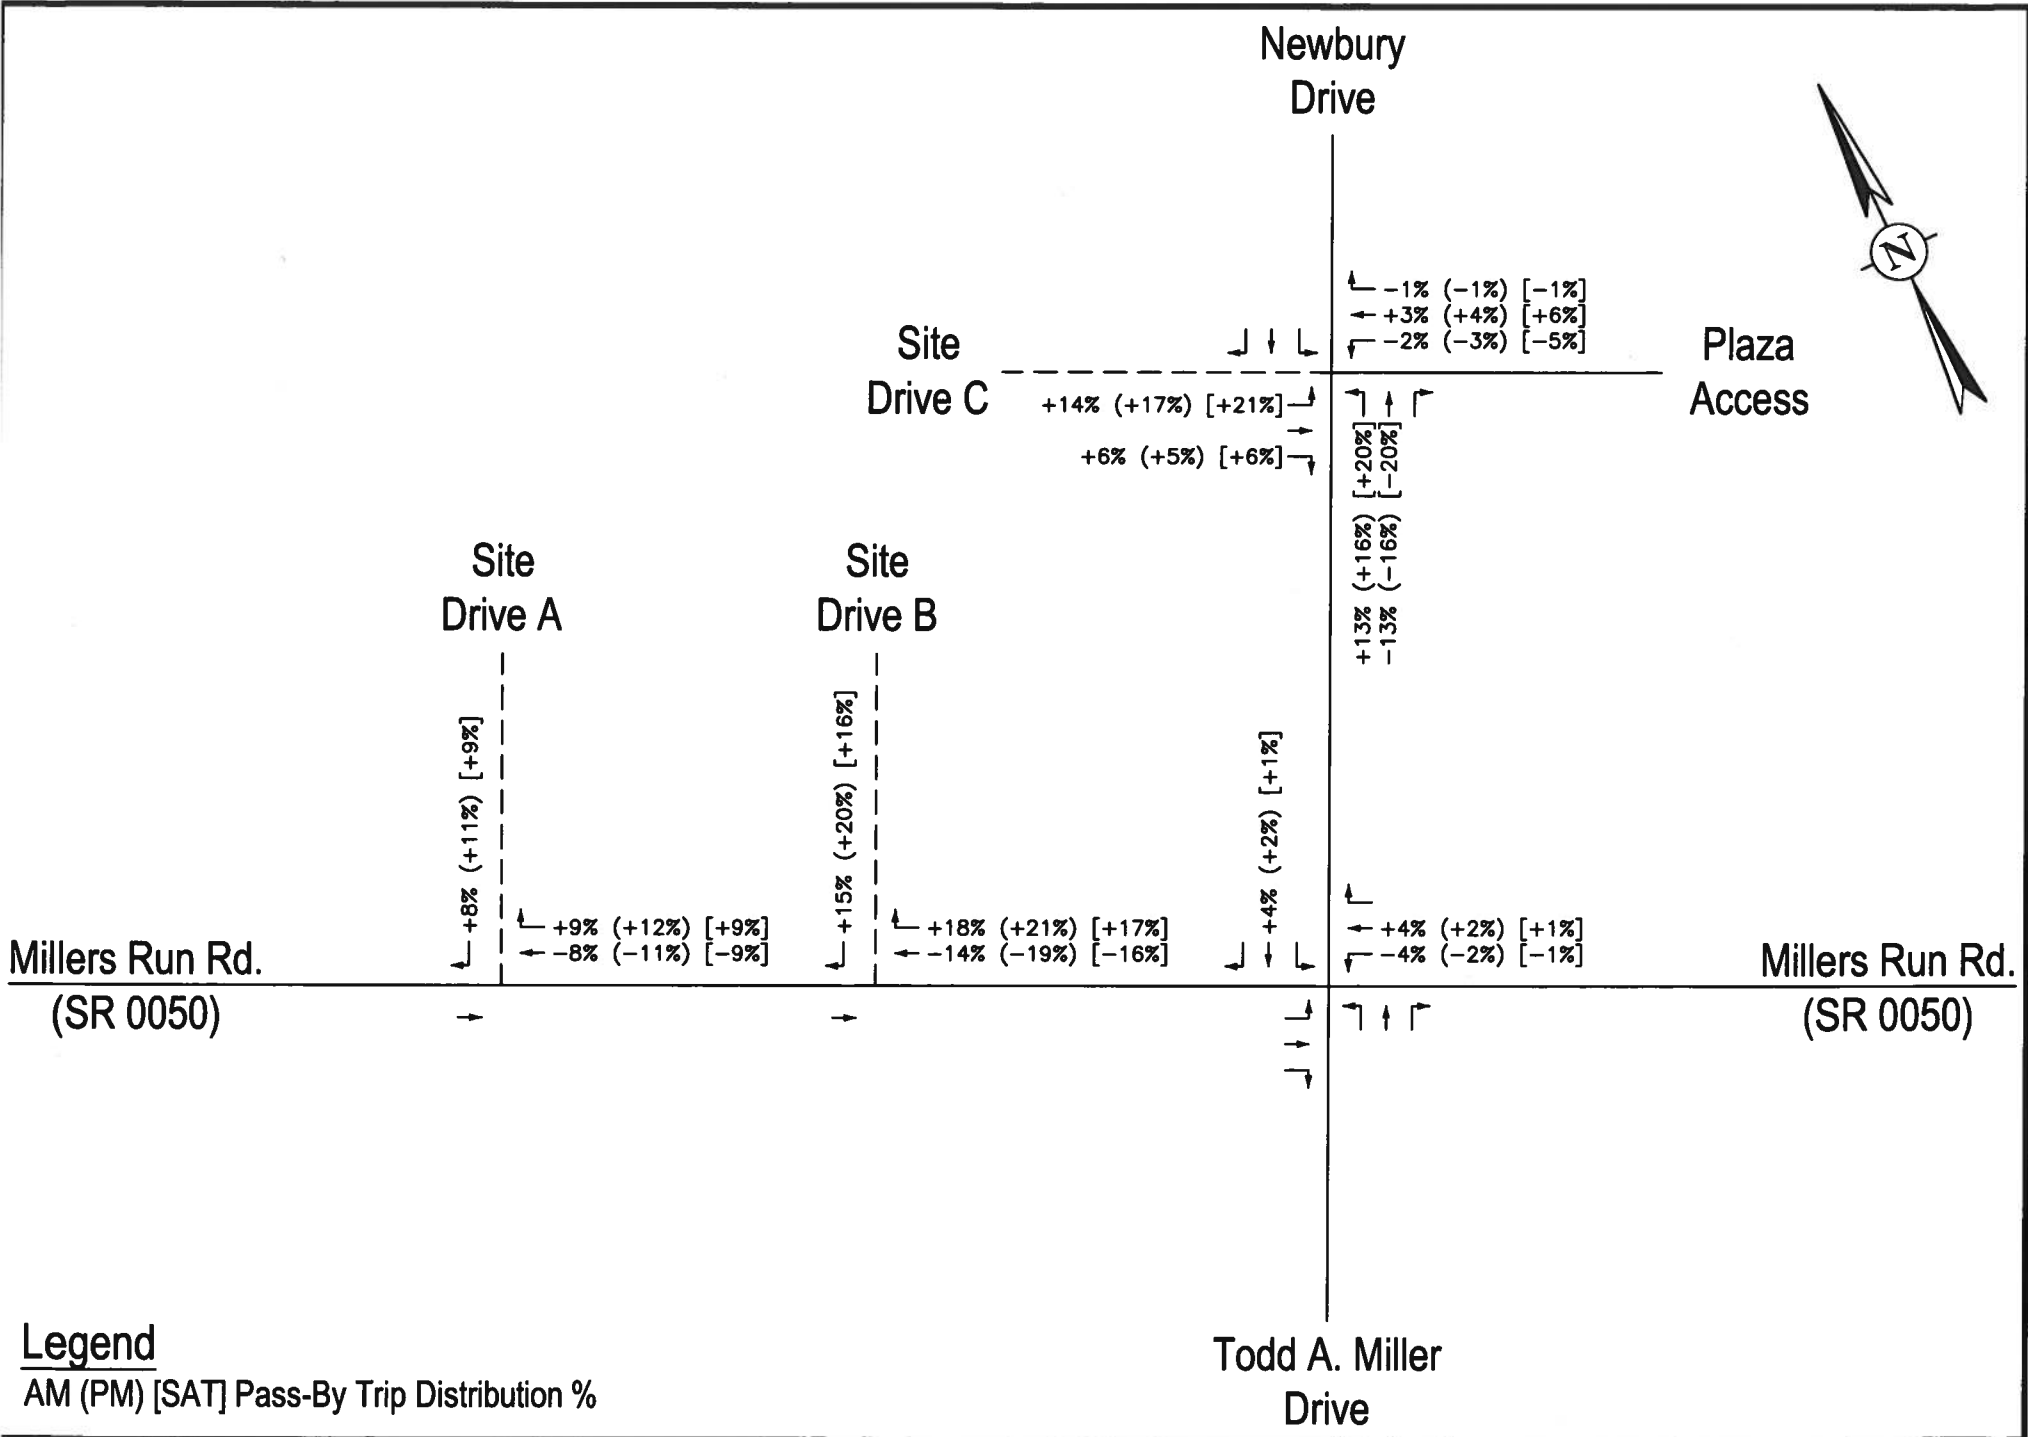 Newbury
Drive
N
-1% (-1%) [-1%]
+3% (+4%) [+6%]
-2% (-3%) [-5%]
Site
Drive C
Plaza
Access
+14% (+17%) [+21%]
+6% (+5%) [+6%]
+13% (+16%) [+20%]
-13% (-16%) [-20%]
Site
Drive A
Site
Drive B
+8% (+11%) [+9%]
+15% (+20%) [+16%]
+4% (+2%) [+1%]
+9% (+12%) [+9%]
-8% (-11%) [-9%]
+18% (+21%) [+17%]
-14% (-19%) [-16%]
+4% (+2%) [+1%]
-4% (-2%) [-1%]
Millers Run Rd.
(SR 0050)
Millers Run Rd.
(SR 0050)
Legend
AM (PM) [SAT] Pass-By Trip Distribution %
Todd A. Miller
Drive